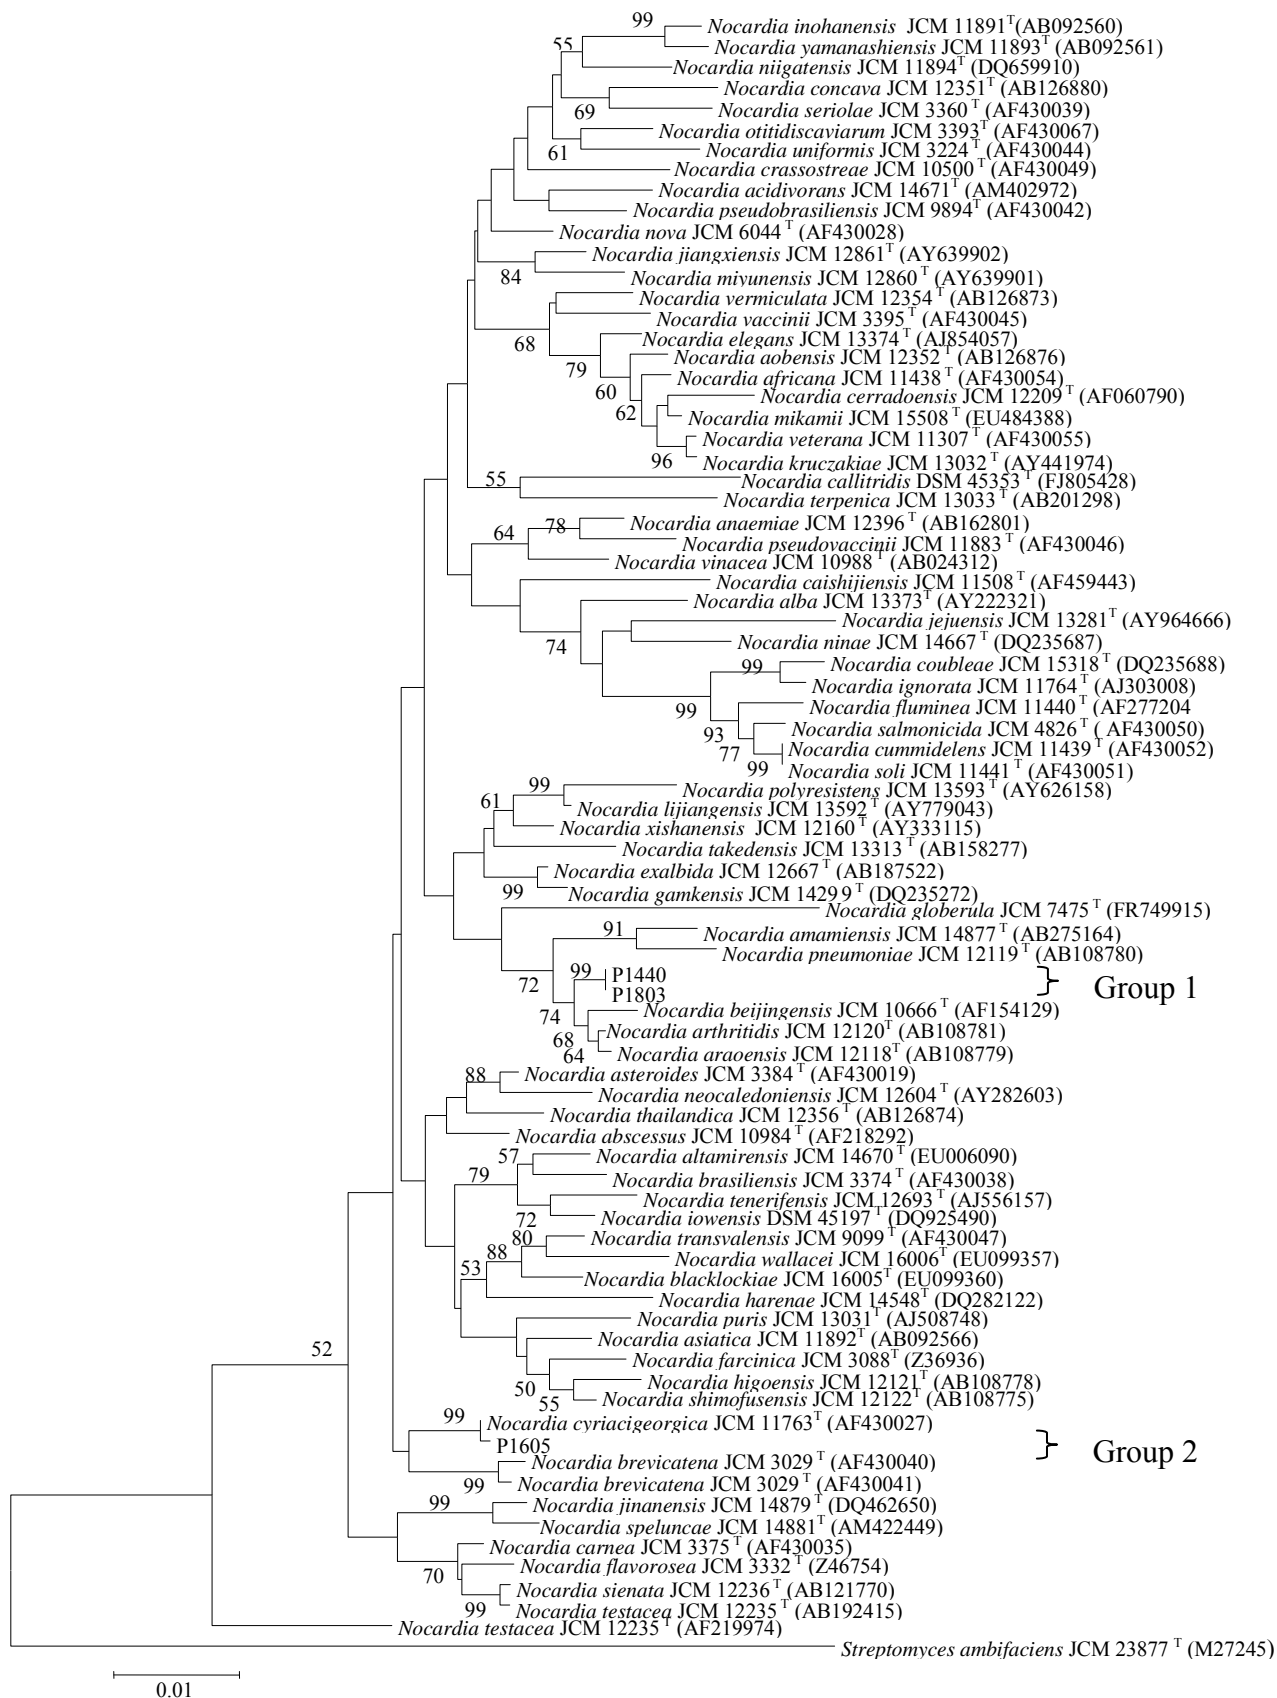 99
Nocardia inohanensis JCM 11891T(AB092560)
55
Nocardia yamanashiensis JCM 11893T (AB092561)
Nocardia niigatensis JCM 11894T (DQ659910)
Nocardia concava JCM 12351T (AB126880)
69
Nocardia seriolae JCM 3360 T (AF430039)
Nocardia otitidiscaviarum JCM 3393T (AF430067)
61
Nocardia uniformis JCM 3224 T (AF430044)
Nocardia crassostreae JCM 10500 T (AF430049)
Nocardia acidivorans JCM 14671T (AM402972)
Nocardia pseudobrasiliensis JCM 9894T (AF430042)
Nocardia nova JCM 6044 T (AF430028)
Nocardia jiangxiensis JCM 12861T (AY639902)
84
Nocardia miyunensis JCM 12860 T (AY639901)
Nocardia vermiculata JCM 12354 T (AB126873)
Nocardia vaccinii JCM 3395 T (AF430045)
68
Nocardia elegans JCM 13374 T (AJ854057)
Nocardia aobensis JCM 12352 T (AB126876)
79
Nocardia africana JCM 11438 T (AF430054)
60
Nocardia cerradoensis JCM 12209 T (AF060790)
62
Nocardia mikamii JCM 15508 T (EU484388)
Nocardia veterana JCM 11307 T (AF430055)
96
Nocardia kruczakiae JCM 13032 T (AY441974)
55
Nocardia callitridis DSM 45353 T (FJ805428)
Nocardia terpenica JCM 13033 T (AB201298)
78
Nocardia anaemiae JCM 12396 T (AB162801)
64
Nocardia pseudovaccinii JCM 11883 T (AF430046)
Nocardia vinacea JCM 10988 T (AB024312)
Nocardia caishijiensis JCM 11508 T (AF459443)
Nocardia alba JCM 13373T (AY222321)
Nocardia jejuensis JCM 13281T (AY964666)
74
Nocardia ninae JCM 14667 T (DQ235687)
99
Nocardia coubleae JCM 15318 T (DQ235688)
Nocardia ignorata JCM 11764 T (AJ303008)
99
Nocardia fluminea JCM 11440 T (AF277204
93
Nocardia salmonicida JCM 4826 T ( AF430050)
77
Nocardia cummidelens JCM 11439 T (AF430052)
99
Nocardia soli JCM 11441 T (AF430051)
99
Nocardia polyresistens JCM 13593 T (AY626158)
61
Nocardia lijiangensis JCM 13592 T (AY779043)
Nocardia xishanensis JCM 12160 T (AY333115)
Nocardia takedensis JCM 13313 T (AB158277)
Nocardia exalbida JCM 12667 T (AB187522)
99
Nocardia gamkensis JCM 1429 9 T (DQ235272)
Nocardia globerula JCM 7475 T (FR749915)
91
Nocardia amamiensis JCM 14877 T (AB275164)
Nocardia pneumoniae JCM 12119 T (AB108780)
99
P1440
Group 1
72
P1803
74
Nocardia beijingensis JCM 10666 T (AF154129)
68
Nocardia arthritidis JCM 12120T (AB108781)
64
Nocardia araoensis JCM 12118T (AB108779)
88
Nocardia asteroides JCM 3384 T (AF430019)
Nocardia neocaledoniensis JCM 12604 T (AY282603)
Nocardia thailandica JCM 12356 T (AB126874)
Nocardia abscessus JCM 10984 T (AF218292)
57
Nocardia altamirensis JCM 14670 T (EU006090)
79
Nocardia brasiliensis JCM 3374 T (AF430038)
Nocardia tenerifensis JCM 12693 T (AJ556157)
72
Nocardia iowensis DSM 45197 T (DQ925490)
80
Nocardia transvalensis JCM 9099 T (AF430047)
88
Nocardia wallacei JCM 16006T (EU099357)
53
Nocardia blacklockiae JCM 16005T (EU099360)
Nocardia harenae JCM 14548T (DQ282122)
Nocardia puris JCM 13031T (AJ508748)
Nocardia asiatica JCM 11892T (AB092566)
52
Nocardia farcinica JCM 3088T (Z36936)
50
Nocardia higoensis JCM 12121T (AB108778)
55
Nocardia shimofusensis JCM 12122T (AB108775)
99
Nocardia cyriacigeorgica JCM 11763T (AF430027)
P1605
Group 2
Nocardia brevicatena JCM 3029 T (AF430040)
99
Nocardia brevicatena JCM 3029 T (AF430041)
99
Nocardia jinanensis JCM 14879 T (DQ462650)
Nocardia speluncae JCM 14881 T (AM422449)
Nocardia carnea JCM 3375 T (AF430035)
70
Nocardia flavorosea JCM 3332 T (Z46754)
Nocardia sienata JCM 12236 T (AB121770)
99
Nocardia testacea JCM 12235 T (AB192415)
Nocardia testacea JCM 12235 T (AF219974)
Streptomyces ambifaciens JCM 23877 T (M27245)
0.01